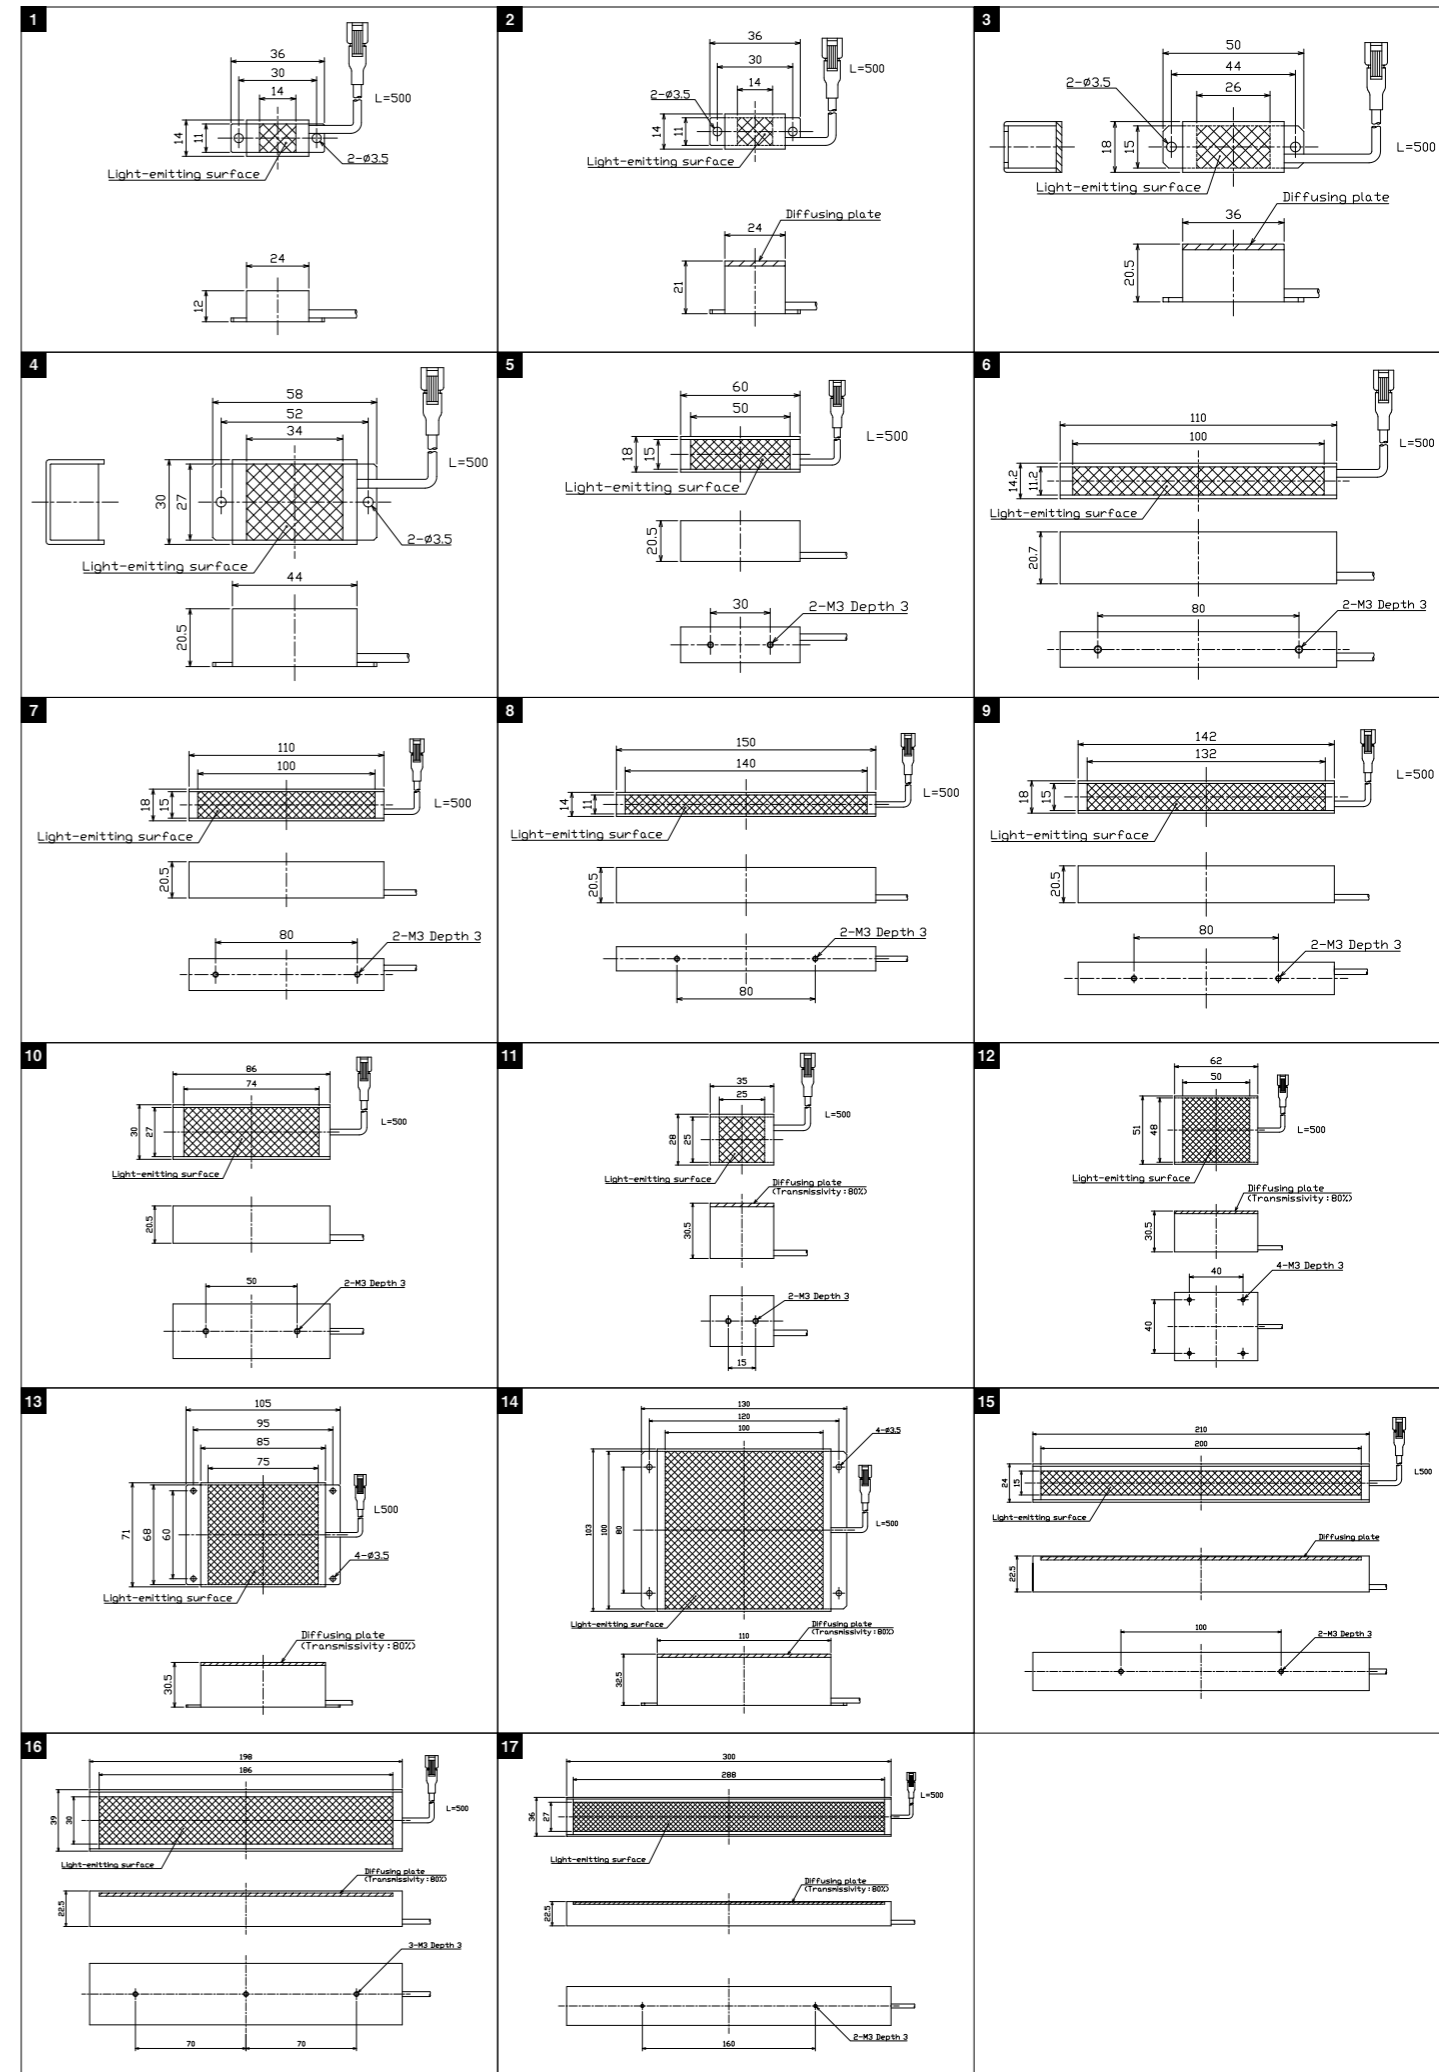 1
36
30
14
L=500
14
11
2-ø3.5
Light-emitting surface
24
12
2
36
30
L=500
14
2-ø3.5
14
11
Light-emitting surface
Diffusing plate
24
21
3
50
44
2-ø3.5
26
18
15
L=500
Light-emitting surface
Diffusing plate
36
20.5
4
58
52
34
L=500
30
27
2-ø3.5
Light-emitting surface
44
20.5
5
60
50
L=500
18
15
Light-emitting surface
20.5
30
2-M3 Depth 3
6
110
100
L=500
14.2
11.2
Light-emitting surface
20.7
80
2-M3 Depth 3
7
110
100
18
15
L=500
Light-emitting surface
20.5
80
2-M3 Depth 3
8
150
140
14
11
L=500
Light-emitting surface
20.5
2-M3 Depth 3
80
9
142
132
L=500
18
15
Light-emitting surface
20.5
80
2-M3 Depth 3
10
86
74
30
27
L=500
Light-emitting surface
20.5
50
2-M3 Depth 3
11
35
25
L=500
28
25
Light-emitting surface
Diffusing plate
(Transmissivity:80%)
30.5
2-M3 Depth 3
15
12
62
50
51
48
L=500
Light-emitting surface
Diffusing plate
(Transmissivity:80%)
30.5
40
4-M3 Depth 3
40
13
105
95
85
75
71
68
60
L500
4-ø3.5
Light-emitting surface
Diffusing plate
(Transmissivity:80%)
30.5
14
130
120
100
4-ø3.5
103
100
80
L=500
Light-emitting surface
Diffusing plate
(Transmissivity:80%)
110
32.5
15
210
200
24
15
L500
Light-emitting surface
Diffusing plate
22.5
100
2-M3 Depth 3
16
198
186
39
30
L=500
Light-emitting surface
Diffusing plate
(Transmissivity:80%)
22.5
3-M3 Depth 3
70
70
17
300
288
36
27
L=500
Light-emitting surface
Diffusing plate
(Transmissivity:80%)
22.5
2-M3 Depth 3
160